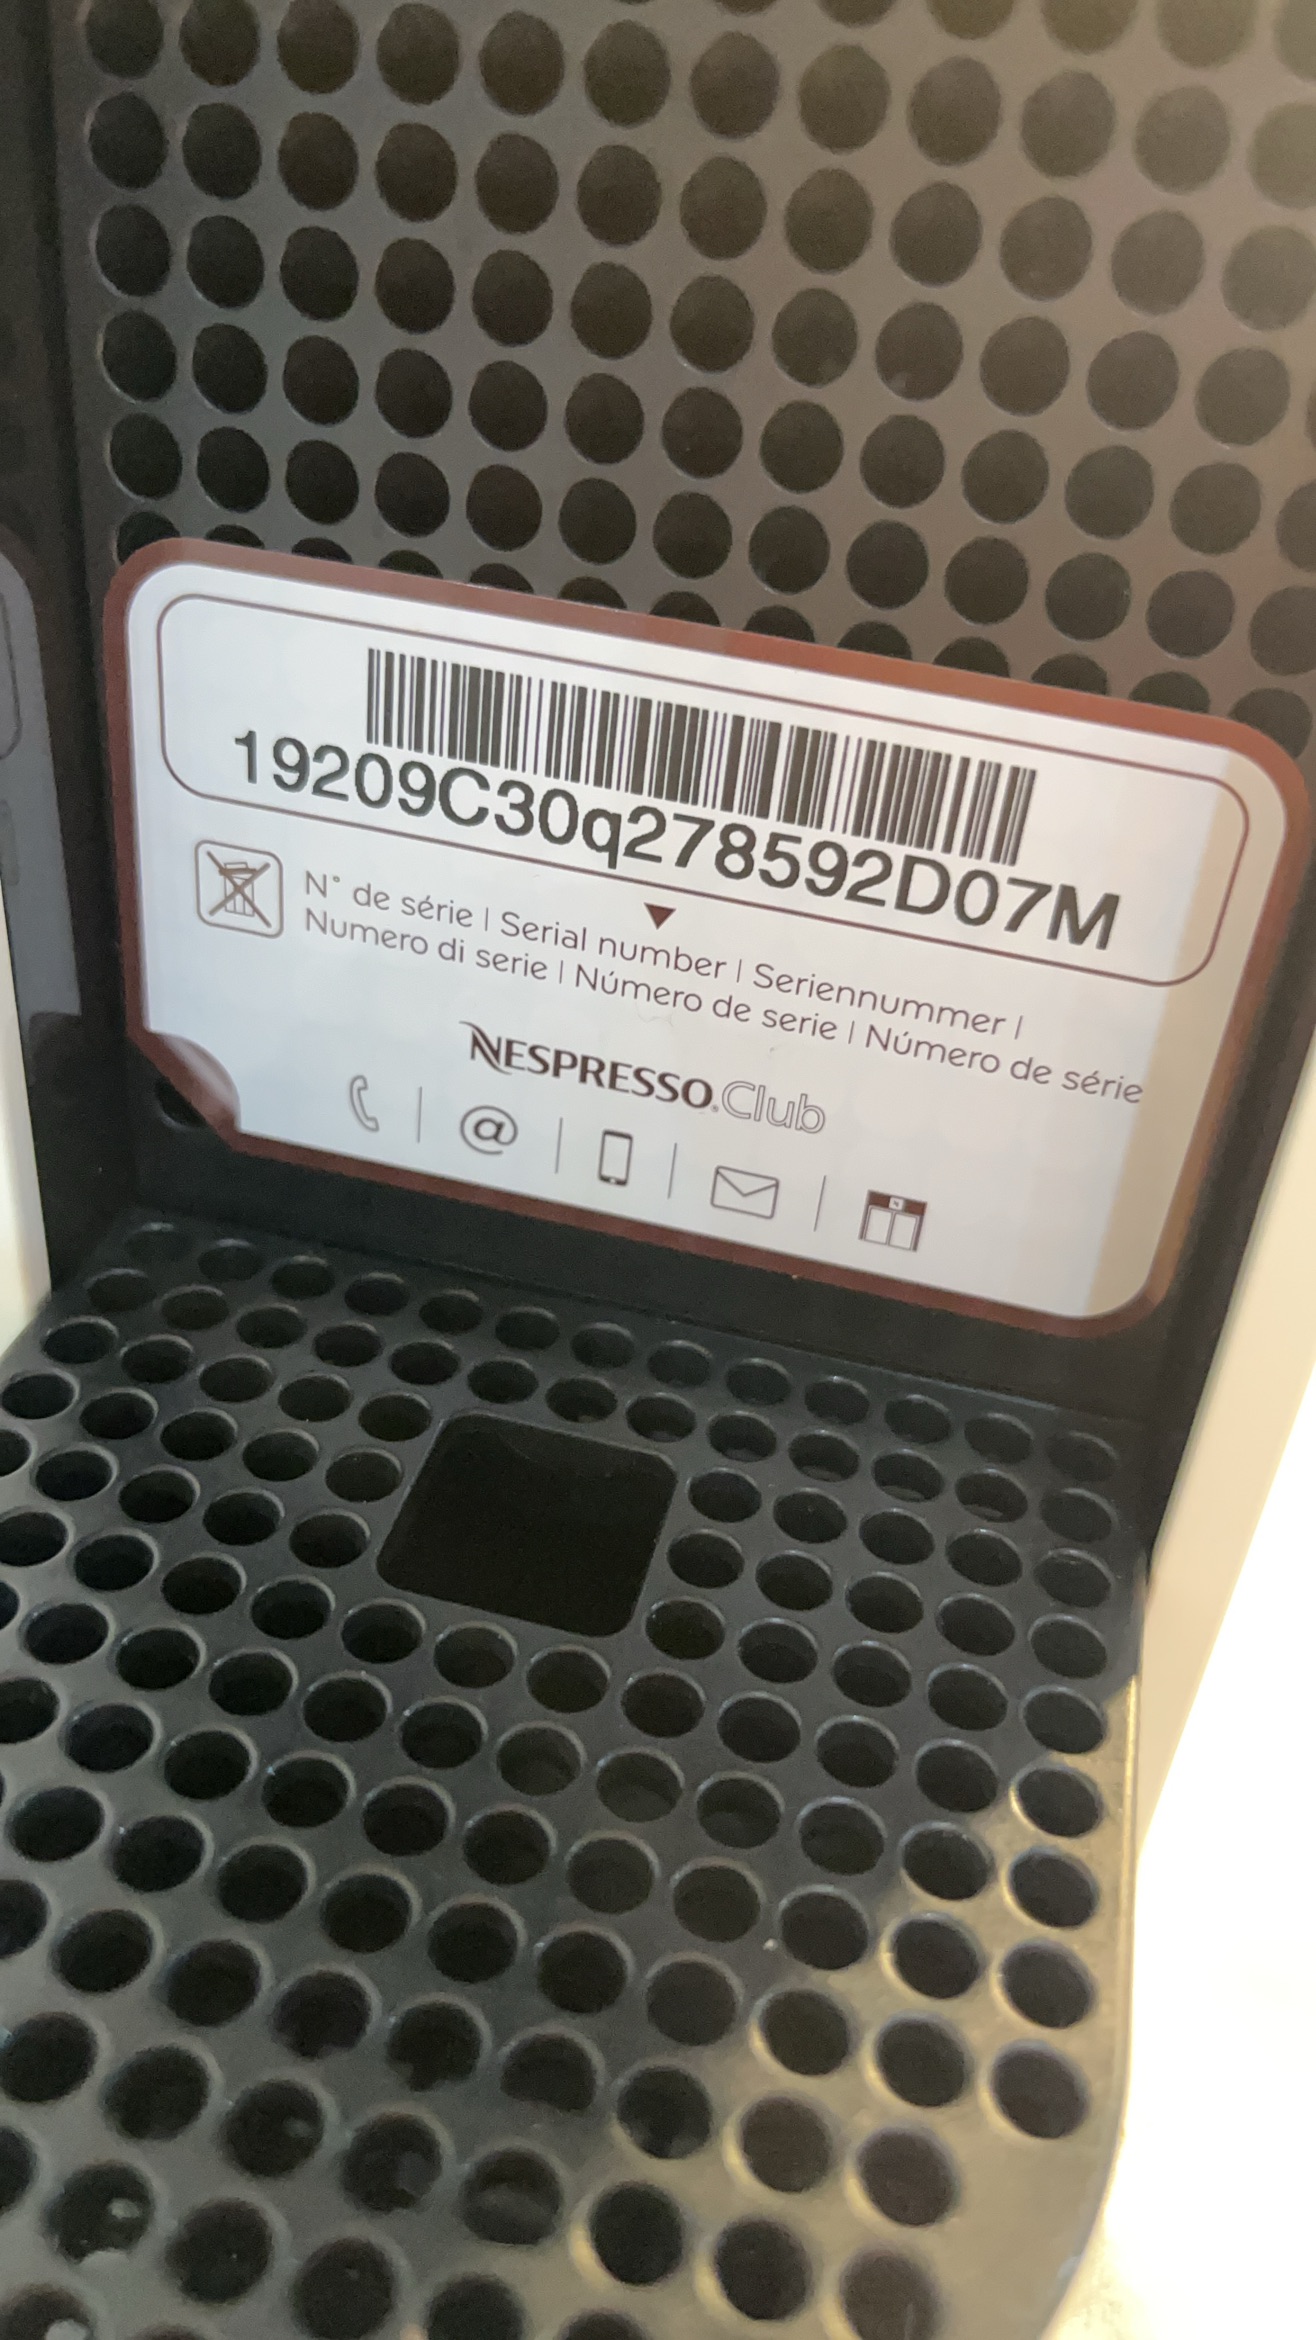 19209C30q278592D07M
N° de série | Serial number | Seriennummer |
Numero di serie | Número de serie | Número de série
NESPRESSO. Club
@
N